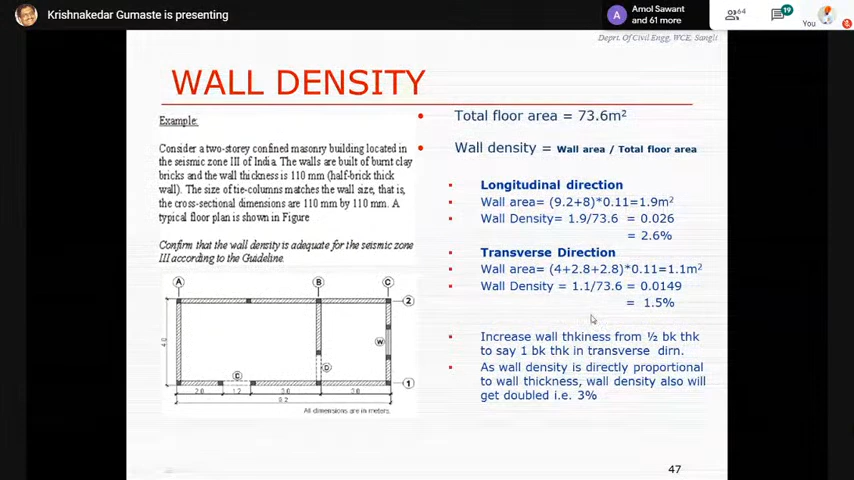 Krishnakedar Gumaste is presenting
A
Amol Sawant
and 61 more
64
19
You
Deprt. Of Civil Engg, WCE, Sangli
WALL DENSITY
Example:
Consider a two-storey confined masonry building located in
the seismic zone III of India. The walls are built of burnt clay
bricks and the wall thickness is 110 mm (half-brick thick
wall). The size of tie-columns matches the wall size, that is,
the cross-sectional dimensions are 110 mm by 110 mm. A
typical floor plan is shown in Figure
Confirm that the wall density is adequate for the seismic zone
III according to the Guideline.
A
B
C
2
4.0
W
C
D
1
2.0
1.2
3.0
3.0
9.2
All dimensions are in meters.
• Total floor area = 73.6m²
• Wall density = Wall area / Total floor area
Longitudinal direction
Wall area= (9.2+8)*0.11=1.9m²
Wall Density= 1.9/73.6 = 0.026
= 2.6%
Transverse Direction
Wall area= (4+2.8+2.8)*0.11=1.1m²
Wall Density = 1.1/73.6 = 0.0149
= 1.5%
Increase wall thkiness from ½ bk thk
to say 1 bk thk in transverse dirn.
As wall density is directly proportional
to wall thickness, wall density also will
get doubled i.e. 3%
47